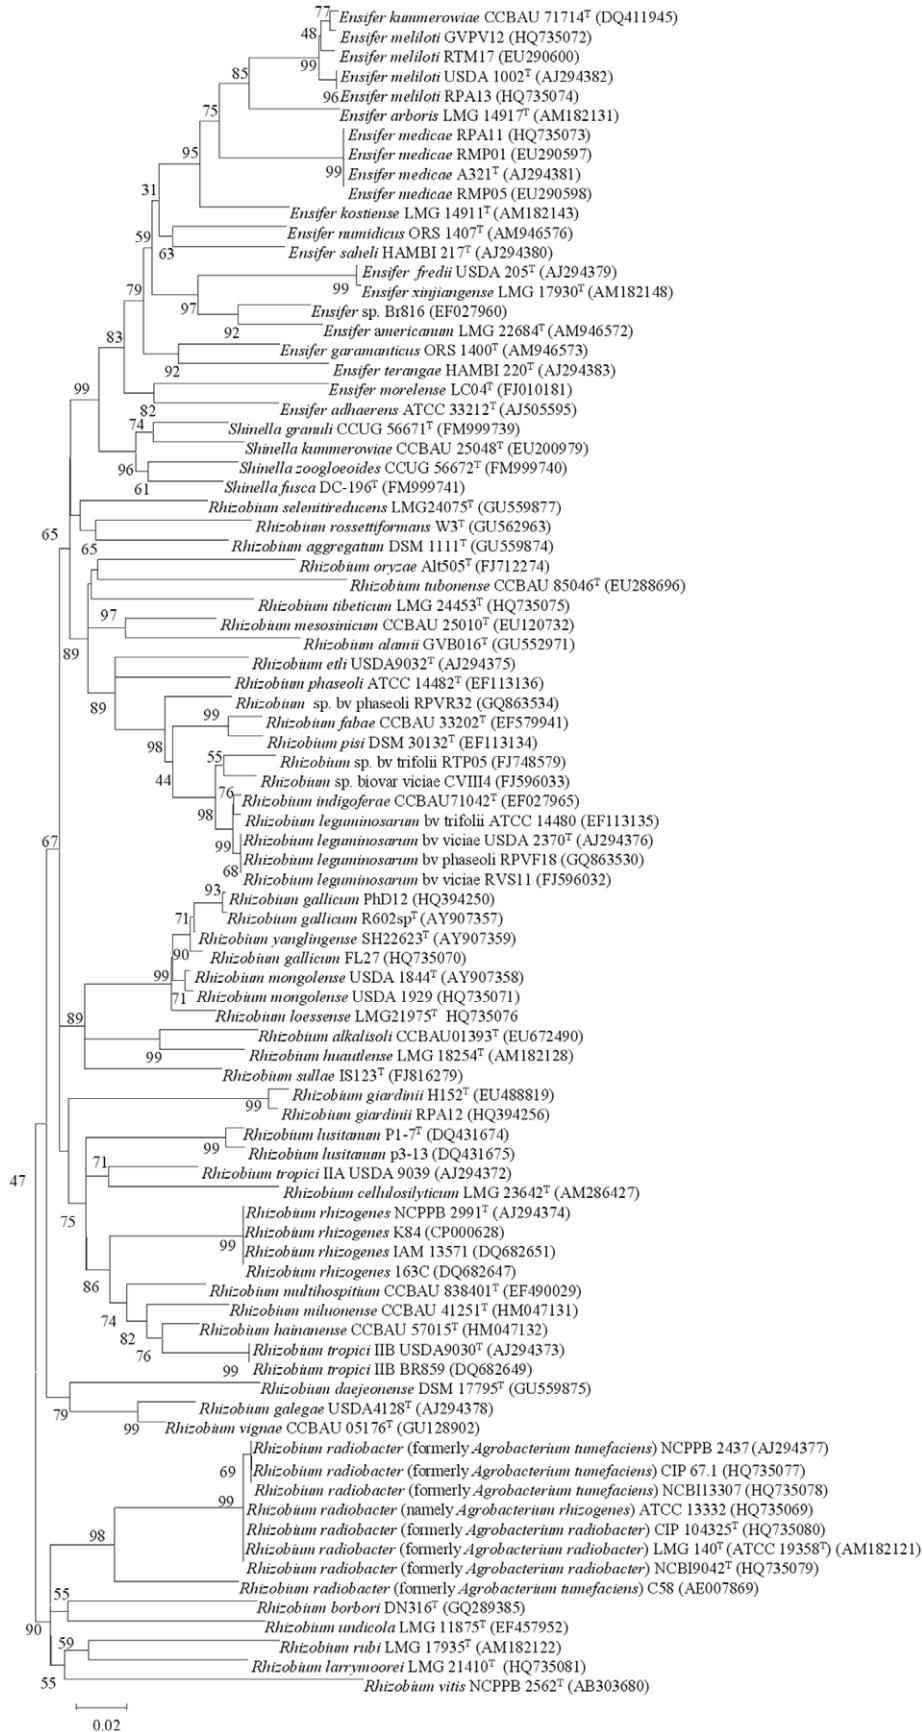 77 Ensifer kummerowiae CCBAU 71714ᵀ (DQ411945)
48 Ensifer meliloti GVPV12 (HQ735072)
Ensifer meliloti RTM17 (EU290600)
99
85 Ensifer meliloti USDA 1002ᵀ (AJ294382)
96 Ensifer meliloti RPA13 (HQ735074)
75 Ensifer arboris LMG 14917ᵀ (AM182131)
Ensifer medicae RPA11 (HQ735073)
95 Ensifer medicae RMP01 (EU290597)
99 Ensifer medicae A321ᵀ (AJ294381)
31 Ensifer medicae RMP05 (EU290598)
Ensifer kostiense LMG 14911ᵀ (AM182143)
59 Ensifer numidicus ORS 1407ᵀ (AM946576)
63 Ensifer saheli HAMBI 217ᵀ (AJ294380)
Ensifer fredii USDA 205ᵀ (AJ294379)
79 99 Ensifer xinjiangense LMG 17930ᵀ (AM182148)
97 Ensifer sp. Br816 (EF027960)
83 92 Ensifer americanum LMG 22684ᵀ (AM946572)
Ensifer garamanticus ORS 1400ᵀ (AM946573)
92 Ensifer terangae HAMBI 220ᵀ (AJ294383)
99 Ensifer morelense LC04ᵀ (FJ010181)
82 Ensifer adhaerens ATCC 33212ᵀ (AJ505595)
74 Shinella granuli CCUG 56671ᵀ (FM999739)
Shinella kummerowiae CCBAU 25048ᵀ (EU200979)
96 Shinella zoogloeoides CCUG 56672ᵀ (FM999740)
61 Shinella fusca DC-196ᵀ (FM999741)
Rhizobium selenitireducens LMG24075ᵀ (GU559877)
65 Rhizobium rossettiformans W3ᵀ (GU562963)
65 Rhizobium aggregatum DSM 1111ᵀ (GU559874)
Rhizobium oryzae Alt505ᵀ (FJ712274)
Rhizobium tubonense CCBAU 85046ᵀ (EU288696)
Rhizobium tibeticum LMG 24453ᵀ (HQ735075)
97 Rhizobium mesosinicum CCBAU 25010ᵀ (EU120732)
89 Rhizobium alamii GVB016ᵀ (GU552971)
Rhizobium etli USDA9032ᵀ (AJ294375)
Rhizobium phaseoli ATCC 14482ᵀ (EF113136)
89 Rhizobium sp. bv phaseoli RPVR32 (GQ863534)
99 Rhizobium fabae CCBAU 33202ᵀ (EF579941)
98 Rhizobium pisi DSM 30132ᵀ (EF113134)
55 Rhizobium sp. bv trifolii RTP05 (FJ748579)
44 Rhizobium sp. biovar viciae CVIII4 (FJ596033)
76 Rhizobium indigoferae CCBAU71042ᵀ (EF027965)
98 Rhizobium leguminosarum bv trifolii ATCC 14480 (EF113135)
67 99 Rhizobium leguminosarum bv viciae USDA 2370ᵀ (AJ294376)
Rhizobium leguminosarum bv phaseoli RPVF18 (GQ863530)
68 Rhizobium leguminosarum bv viciae RVS11 (FJ596032)
93 Rhizobium gallicum PhD12 (HQ394250)
71 Rhizobium gallicum R602spᵀ (AY907357)
Rhizobium yanglingense SH22623ᵀ (AY907359)
90 Rhizobium gallicum FL27 (HQ735070)
99 Rhizobium mongolense USDA 1844ᵀ (AY907358)
71 Rhizobium mongolense USDA 1929 (HQ735071)
Rhizobium loessense LMG21975ᵀ HQ735076
89 Rhizobium alkalisoli CCBAU01393ᵀ (EU672490)
99 Rhizobium huautlense LMG 18254ᵀ (AM182128)
Rhizobium sullae IS123ᵀ (FJ816279)
Rhizobium giardinii H152ᵀ (EU488819)
99 Rhizobium giardinii RPA12 (HQ394256)
Rhizobium lusitanum P1-7ᵀ (DQ431674)
99 Rhizobium lusitanum p3-13 (DQ431675)
47 71 Rhizobium tropici IIA USDA 9039 (AJ294372)
Rhizobium cellulosilyticum LMG 23642ᵀ (AM286427)
75 Rhizobium rhizogenes NCPPB 2991ᵀ (AJ294374)
Rhizobium rhizogenes K84 (CP000628)
99 Rhizobium rhizogenes IAM 13571 (DQ682651)
Rhizobium rhizogenes 163C (DQ682647)
86 Rhizobium multihospitium CCBAU 838401ᵀ (EF490029)
74 Rhizobium miluonense CCBAU 41251ᵀ (HM047131)
82 Rhizobium hainanense CCBAU 57015ᵀ (HM047132)
76 Rhizobium tropici IIB USDA9030ᵀ (AJ294373)
99 Rhizobium tropici IIB BR859 (DQ682649)
Rhizobium daejeonense DSM 17795ᵀ (GU559875)
79 Rhizobium galegae USDA4128ᵀ (AJ294378)
99 Rhizobium vignae CCBAU 05176ᵀ (GU128902)
Rhizobium radiobacter (formerly Agrobacterium tumefaciens) NCPPB 2437 (AJ294377)
69 Rhizobium radiobacter (formerly Agrobacterium tumefaciens) CIP 67.1 (HQ735077)
Rhizobium radiobacter (formerly Agrobacterium tumefaciens) NCBI13307 (HQ735078)
99 Rhizobium radiobacter (namely Agrobacterium rhizogenes) ATCC 13332 (HQ735069)
98 Rhizobium radiobacter (formerly Agrobacterium radiobacter) CIP 104325ᵀ (HQ735080)
Rhizobium radiobacter (formerly Agrobacterium radiobacter) LMG 140ᵀ (ATCC 19358ᵀ) (AM182121)
Rhizobium radiobacter (formerly Agrobacterium radiobacter) NCBI9042ᵀ (HQ735079)
Rhizobium radiobacter (formerly Agrobacterium tumefaciens) C58 (AE007869)
55 Rhizobium borbori DN316ᵀ (GQ289385)
90 Rhizobium undicola LMG 11875ᵀ (EF457952)
59 Rhizobium rubi LMG 17935ᵀ (AM182122)
Rhizobium larrymoorei LMG 21410ᵀ (HQ735081)
55 Rhizobium vitis NCPPB 2562ᵀ (AB303680)
0.02